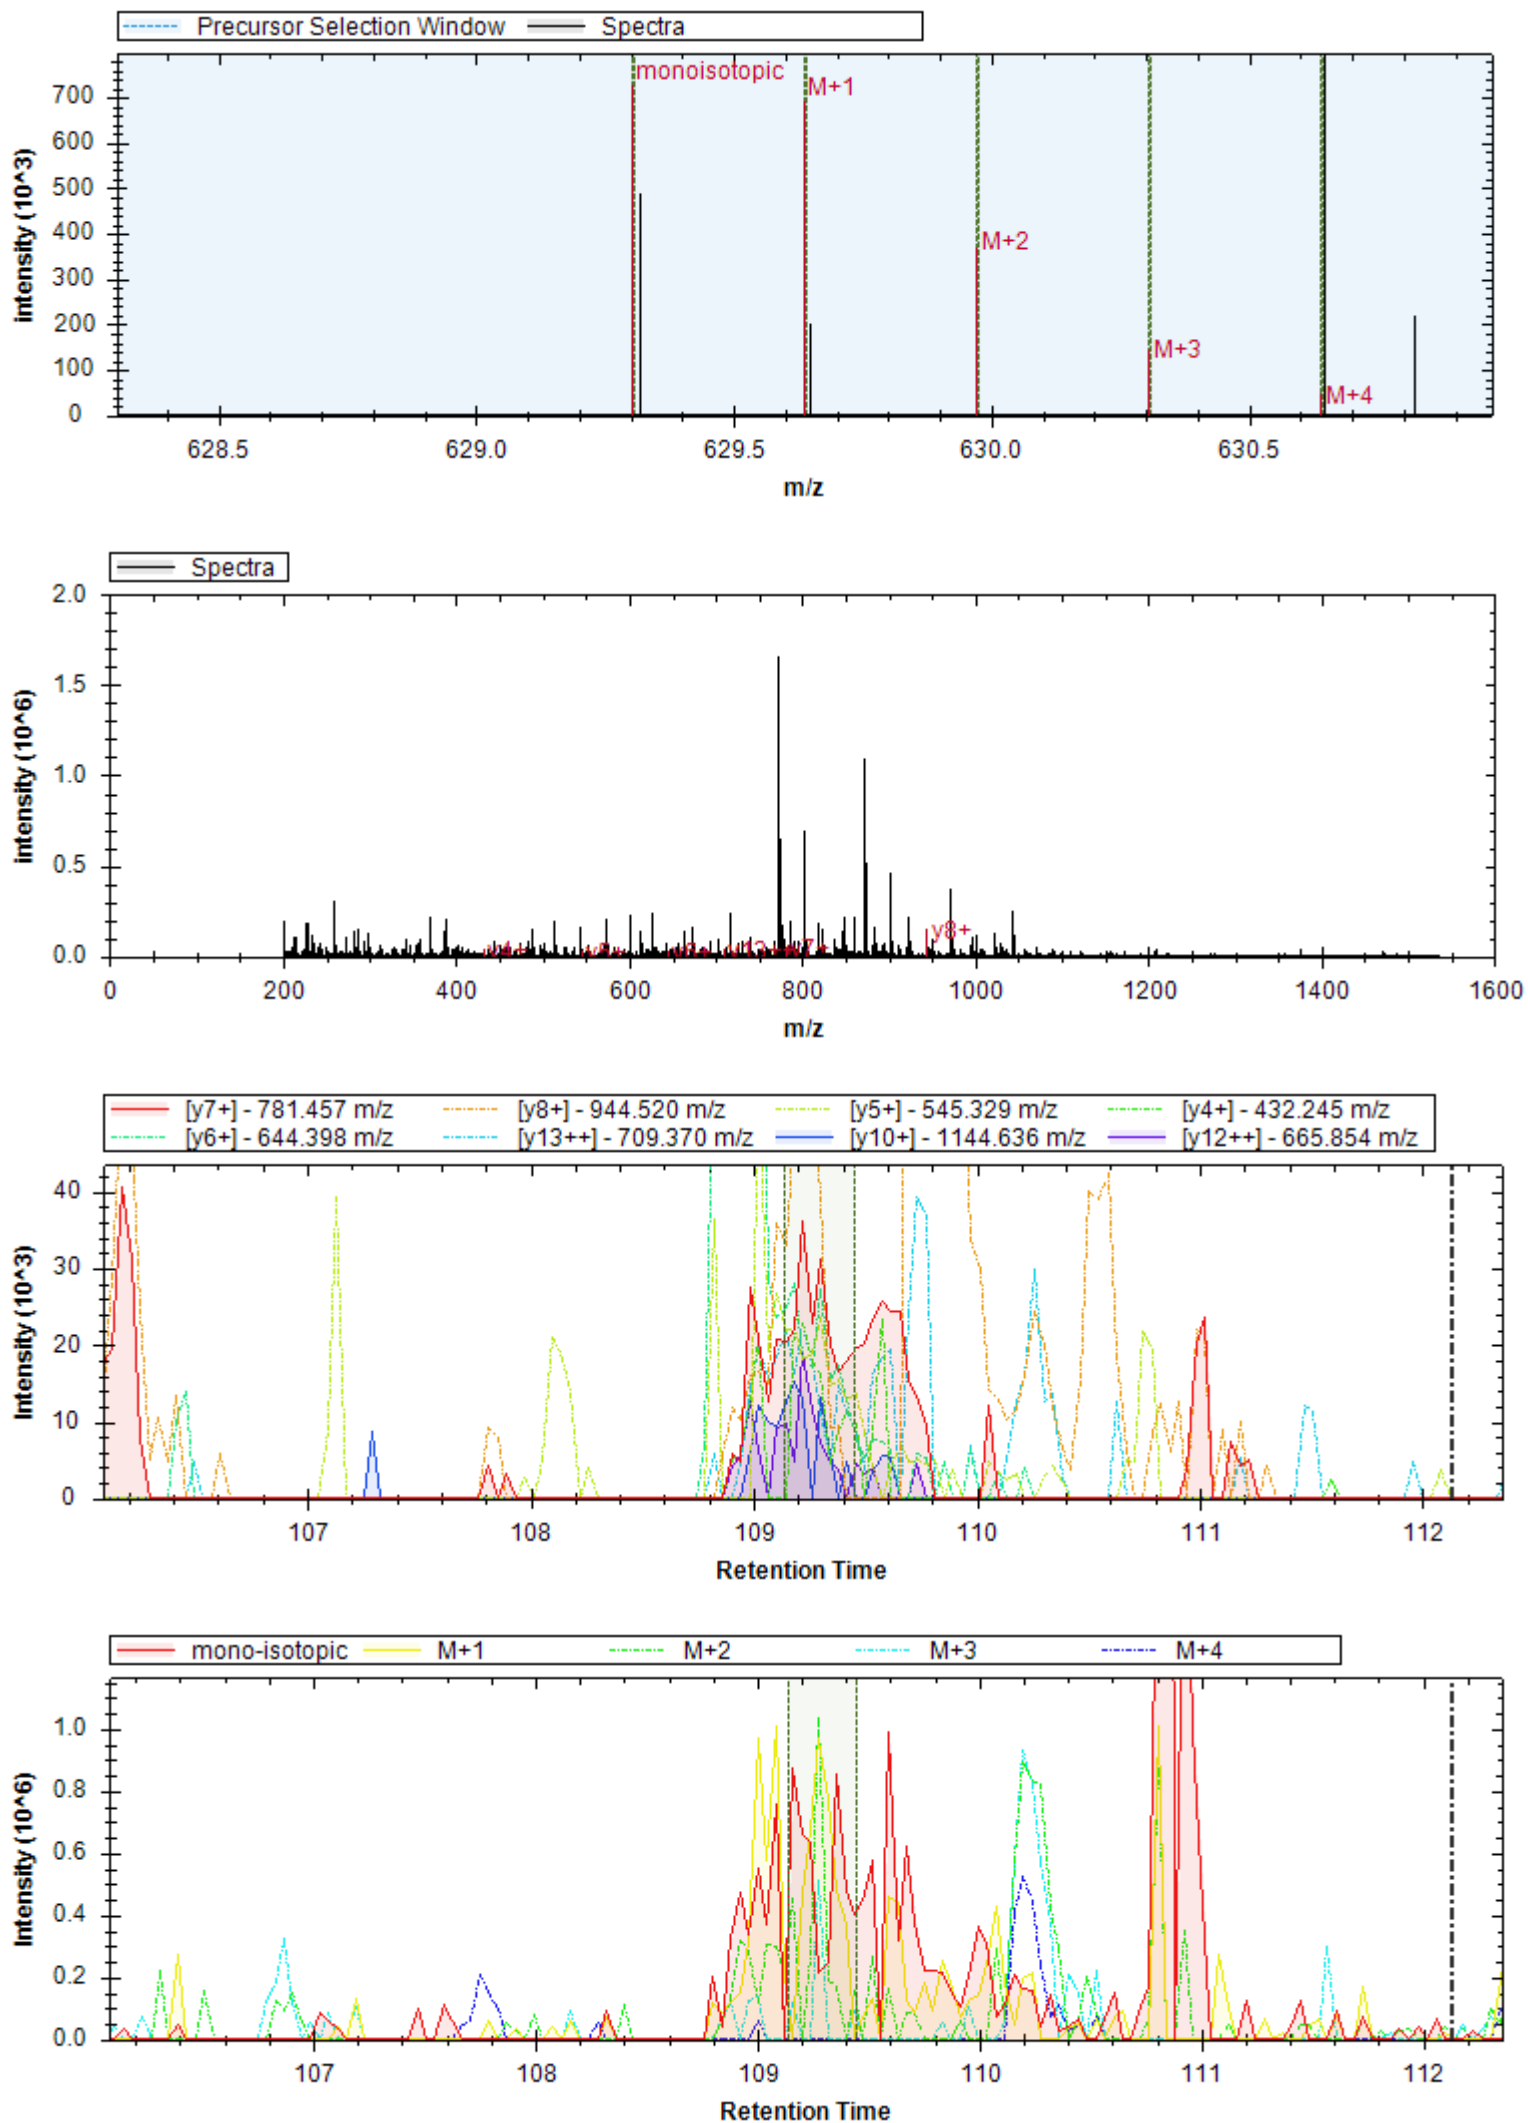 Precursor Selection Window Spectra
monoisotopic
M+1
M+2
M+3
M+4
intensity (10^3)
700
600
500
400
300
200
100
0
628.5 629.0 629.5 630.0 630.5
m/z
Spectra
intensity (10^6)
2.0
1.5
1.0
0.5
0.0
y8+
0 200 400 600 800 1000 1200 1400 1600
m/z
[y7+] - 781.457 m/z [y8+] - 944.520 m/z [y5+] - 545.329 m/z [y4+] - 432.245 m/z
[y6+] - 644.398 m/z [y13++] - 709.370 m/z [y10+] - 1144.636 m/z [y12++] - 665.854 m/z
Intensity (10^3)
40
30
20
10
0
107 108 109 110 111 112
Retention Time
mono-isotopic M+1 M+2 M+3 M+4
Intensity (10^6)
1.0
0.8
0.6
0.4
0.2
0.0
107 108 109 110 111 112
Retention Time